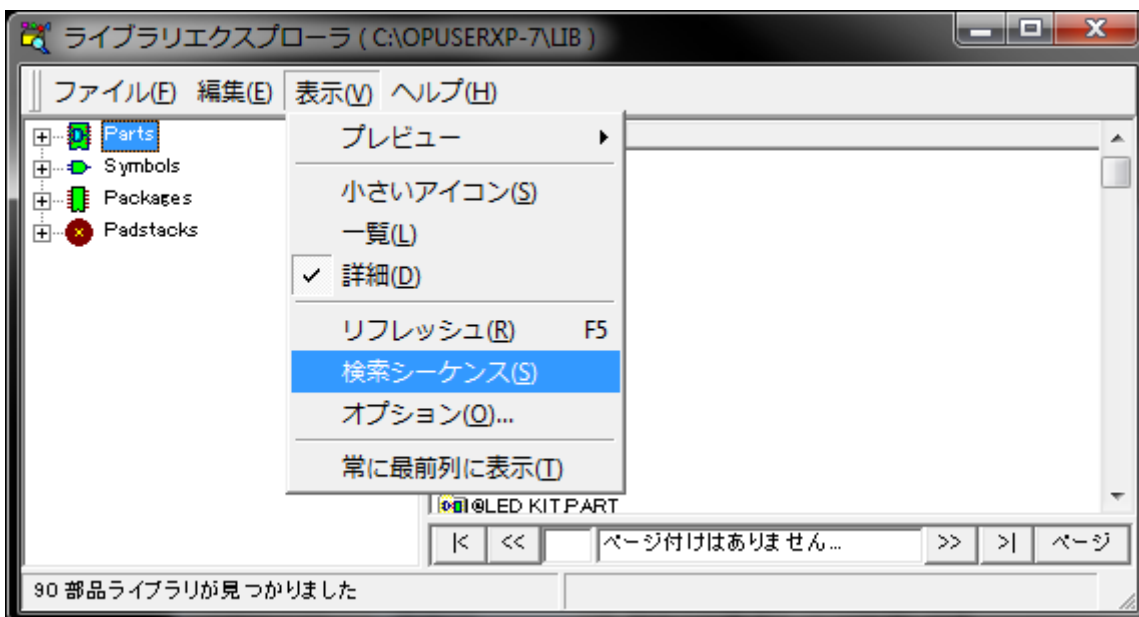 ライブラリエクスプローラ ( C:\OPUSERXP-7\LIB )
ファイル(F) 編集(E) 表示(V) ヘルプ(H)
Parts
Symbols
Packages
Padstacks
プレビュー
小さいアイコン(S)
一覧(L)
✓ 詳細(D)
リフレッシュ(R) F5
検索シーケンス(S)
オプション(O)...
常に最前列に表示(T)
@LED KIT.PART
|< << ページ付けはありません... >> >| ページ
90 部品ライブラリが見つかりました